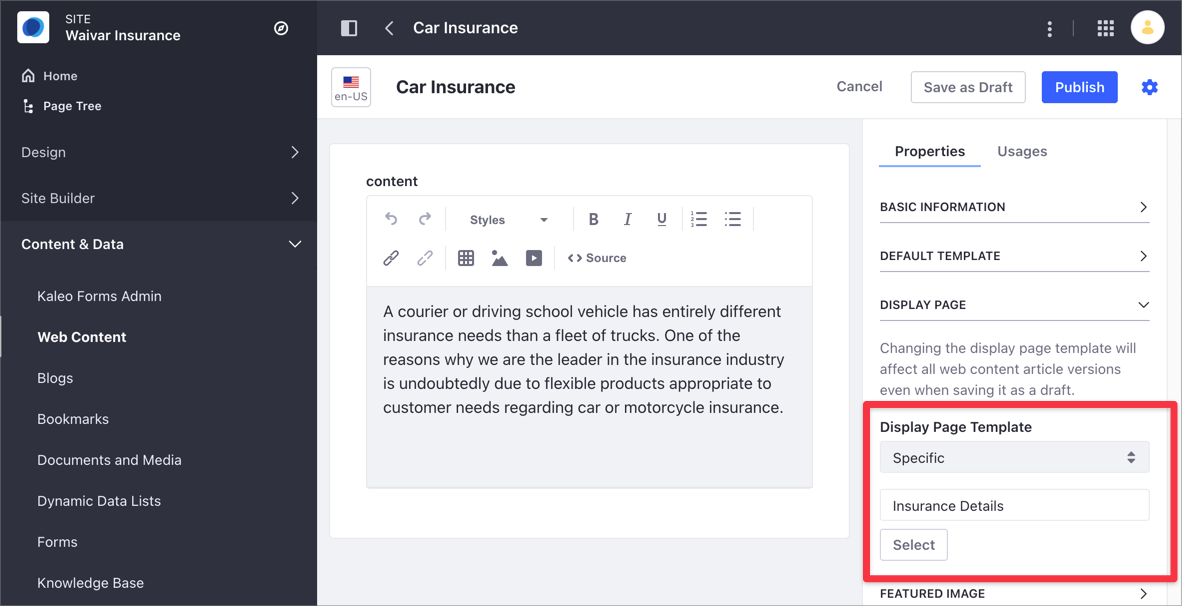 SITE
Waivar Insurance
Home
Page Tree
Design
Site Builder
Content & Data
Kaleo Forms Admin
Web Content
Blogs
Bookmarks
Documents and Media
Dynamic Data Lists
Forms
Knowledge Base
Car Insurance
en-US
Car Insurance
Cancel
Save as Draft
Publish
content
Styles
B I U
Source
A courier or driving school vehicle has entirely different
insurance needs than a fleet of trucks. One of the
reasons why we are the leader in the insurance industry
is undoubtedly due to flexible products appropriate to
customer needs regarding car or motorcycle insurance.
Properties Usages
BASIC INFORMATION
DEFAULT TEMPLATE
DISPLAY PAGE
Changing the display page template will
affect all web content article versions
even when saving it as a draft.
Display Page Template
Specific
Insurance Details
Select
FEATURED IMAGE